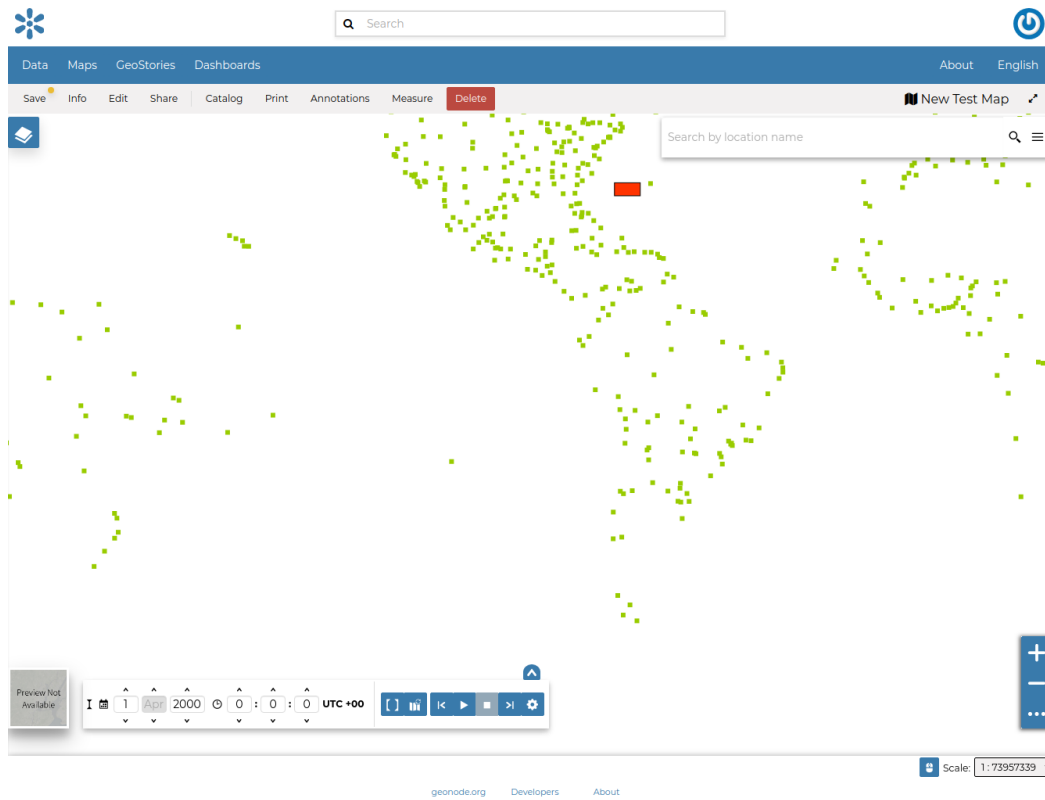 Search
Data Maps GeoStories Dashboards About English
Save Info Edit Share Catalog Print Annotations Measure Delete New Test Map
Search by location name
Preview Not
Available
1 Apr 2000 0 : 0 : 0 UTC +00
Scale: 1 : 73957339
geonode.org Developers About